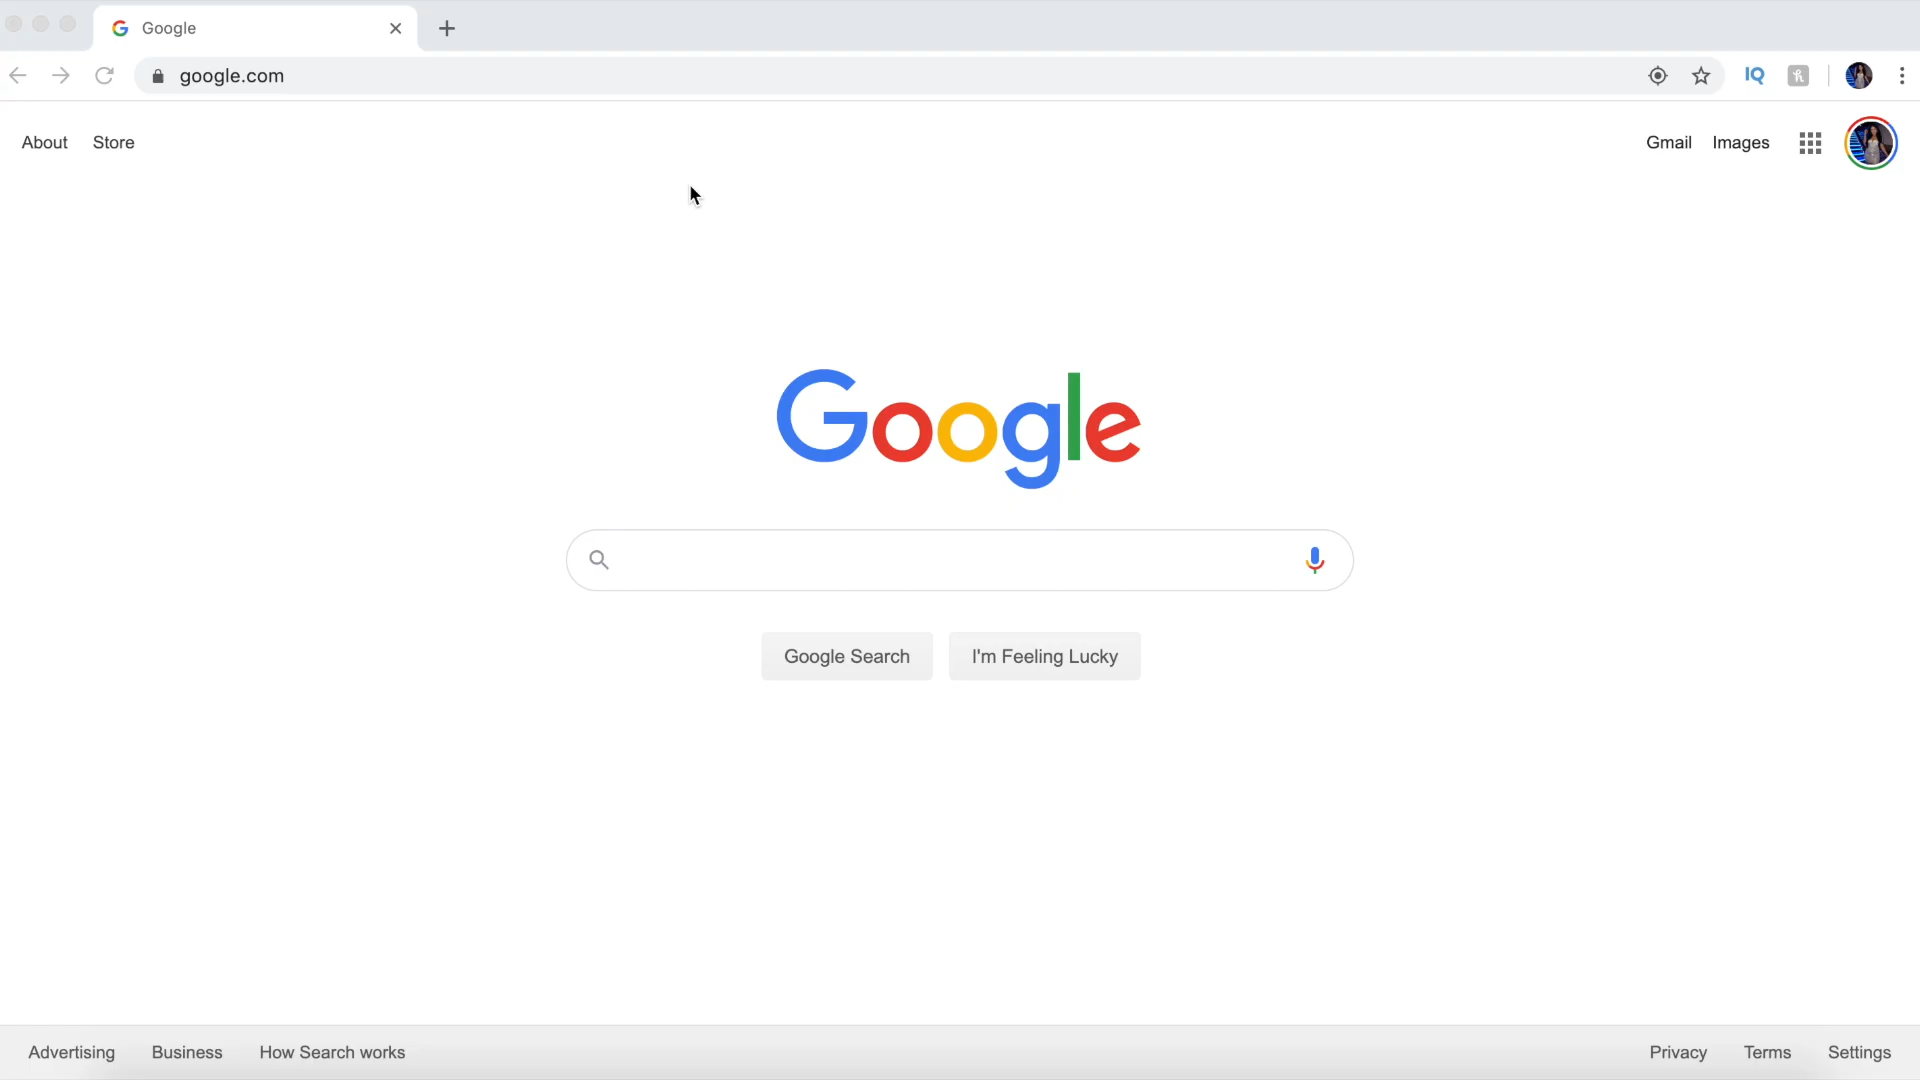 Google
google.com
IQ
About Store
Gmail Images
Google
Google Search I'm Feeling Lucky
Advertising Business How Search works
Privacy Terms Settings